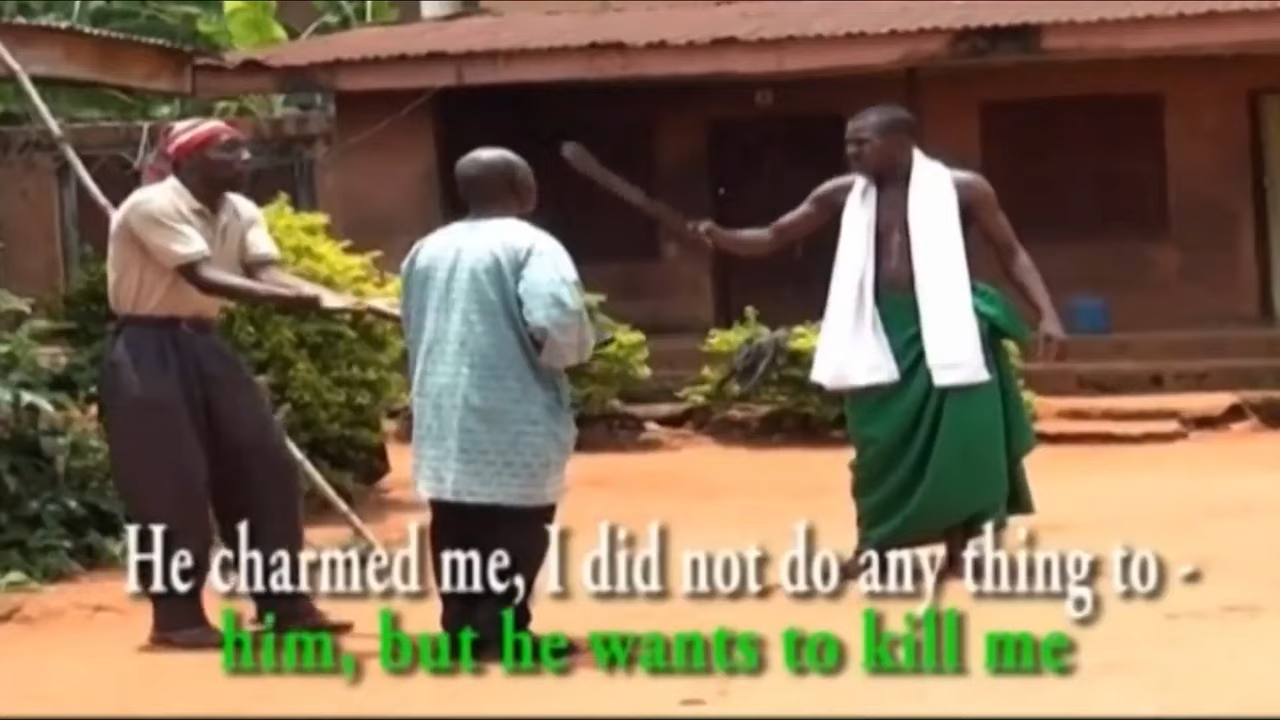 He charmed me, I did not do any thing to -
him, but he wants to kill me